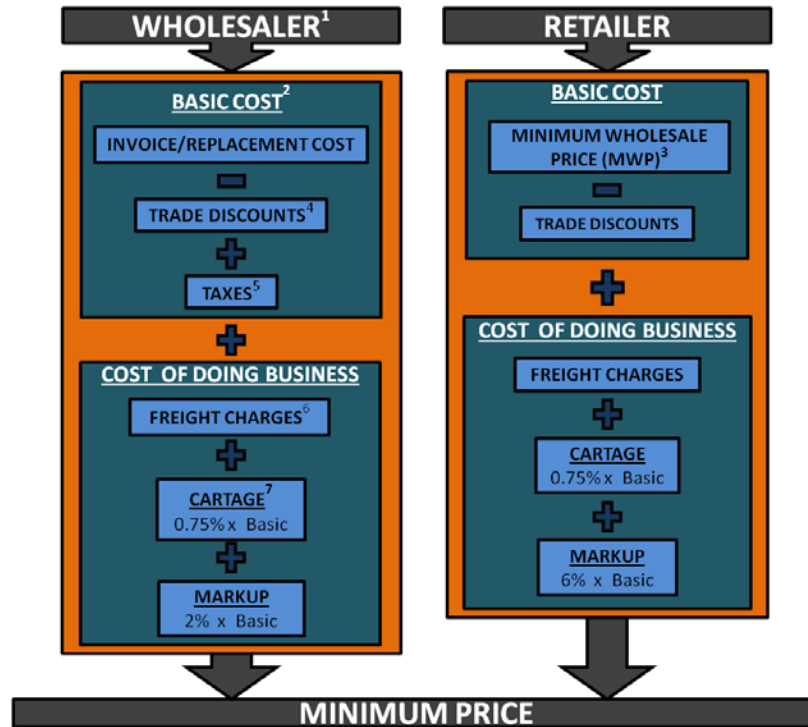 WHOLESALER¹
BASIC COST²
INVOICE/REPLACEMENT COST
TRADE DISCOUNTS⁴
TAXES⁵
COST OF DOING BUSINESS
FREIGHT CHARGES⁶
CARTAGE⁷
0.75% x Basic
MARKUP
2% x Basic
RETAILER
BASIC COST
MINIMUM WHOLESALE
PRICE (MWP)³
TRADE DISCOUNTS
COST OF DOING BUSINESS
FREIGHT CHARGES
CARTAGE
0.75% x Basic
MARKUP
6% x Basic
MINIMUM PRICE